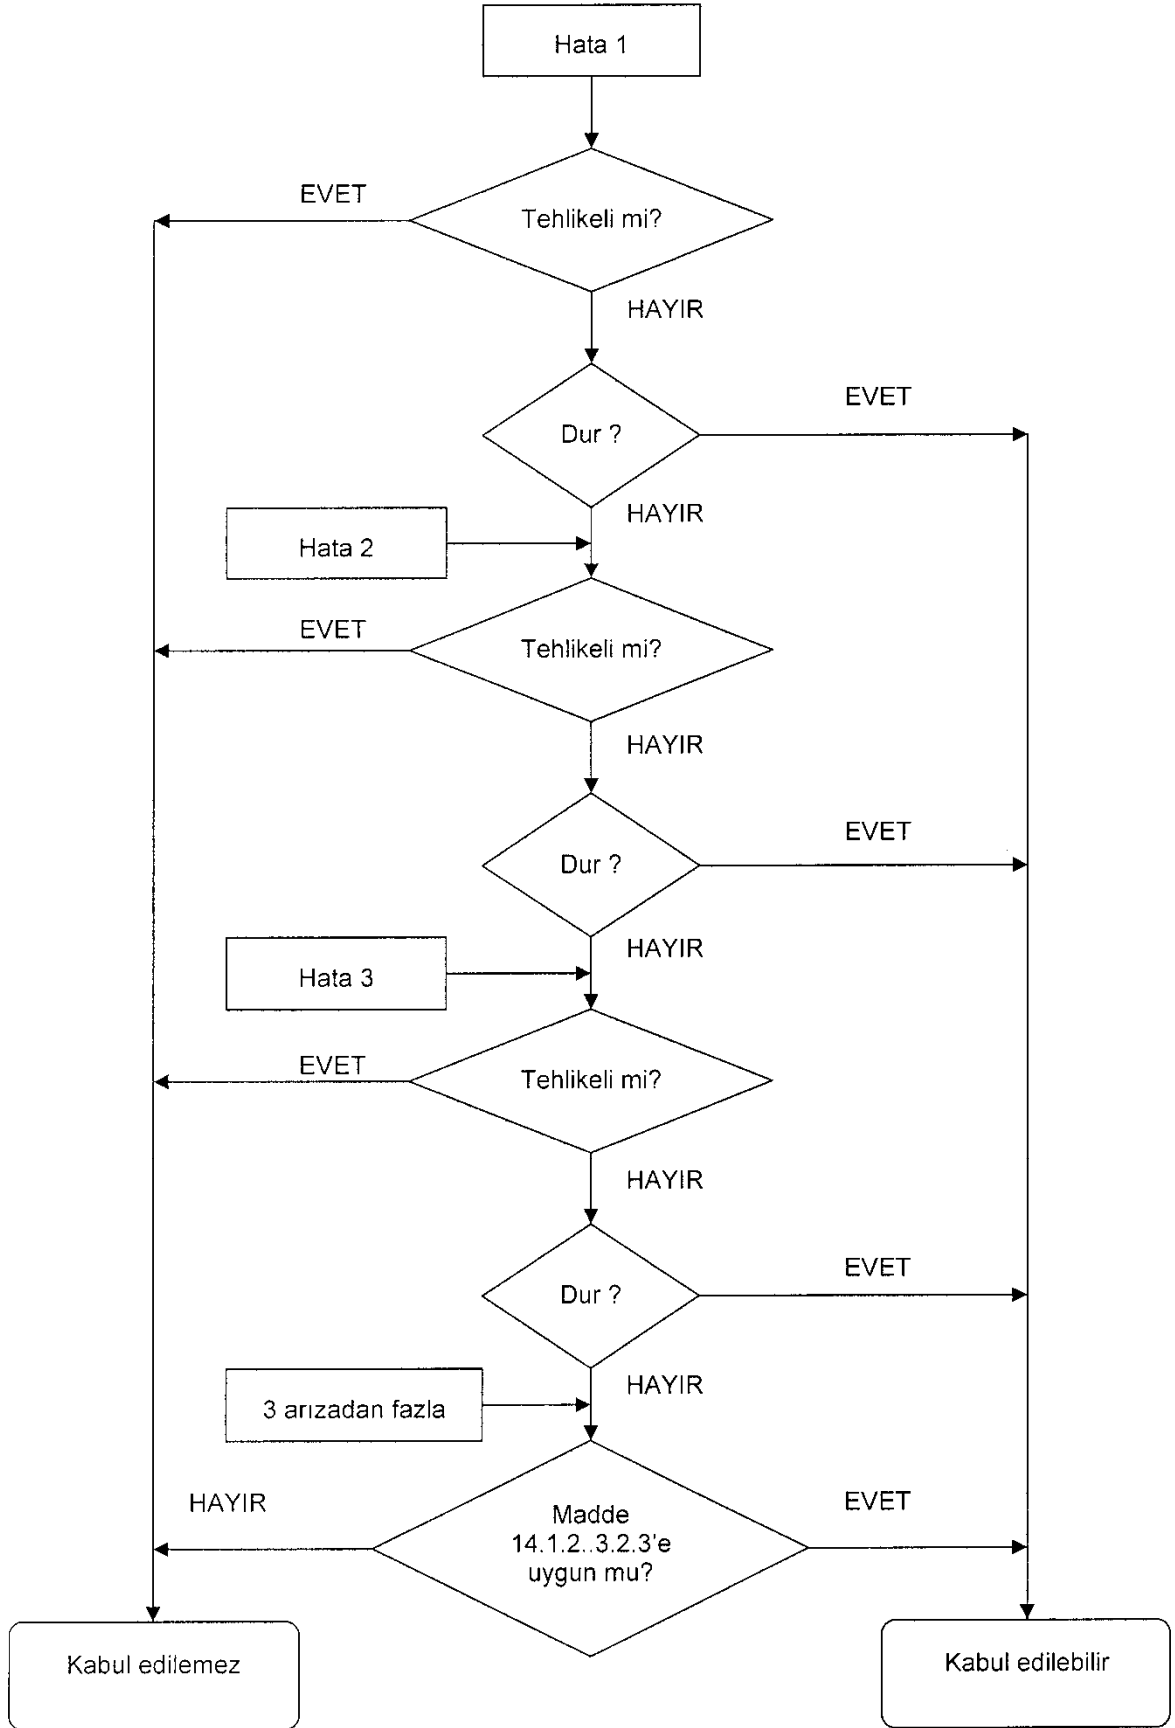 Hata 1
EVET
Tehlikeli mi?
HAYIR
EVET
Dur ?
HAYIR
Hata 2
EVET
Tehlikeli mi?
HAYIR
EVET
Dur ?
HAYIR
Hata 3
EVET
Tehlikeli mi?
HAYIR
EVET
Dur ?
HAYIR
3 arızadan fazla
HAYIR
EVET
Madde
14.1.2..3.2.3'e
uygun mu?
Kabul edilemez
Kabul edilebilir